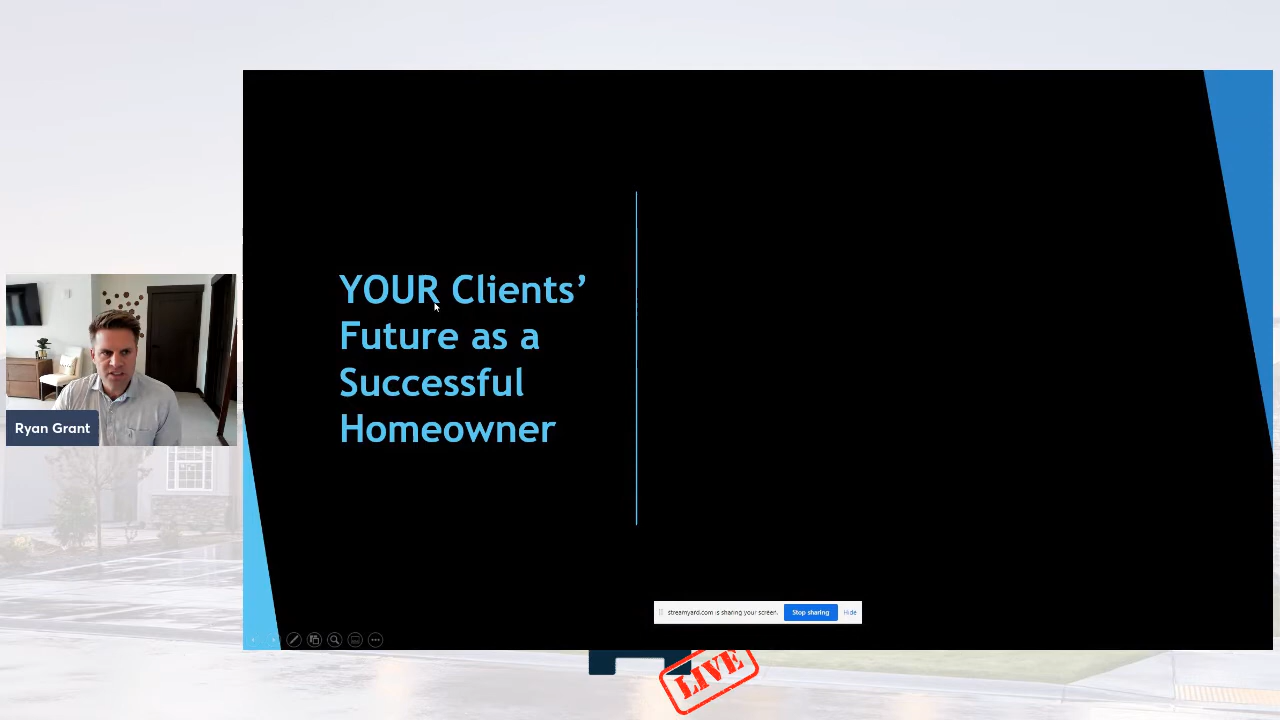 YOUR Clients’
Future as a
Successful
Homeowner
Ryan Grant
streamyard.com is sharing your screen.
Stop sharing
Hide
LIVE